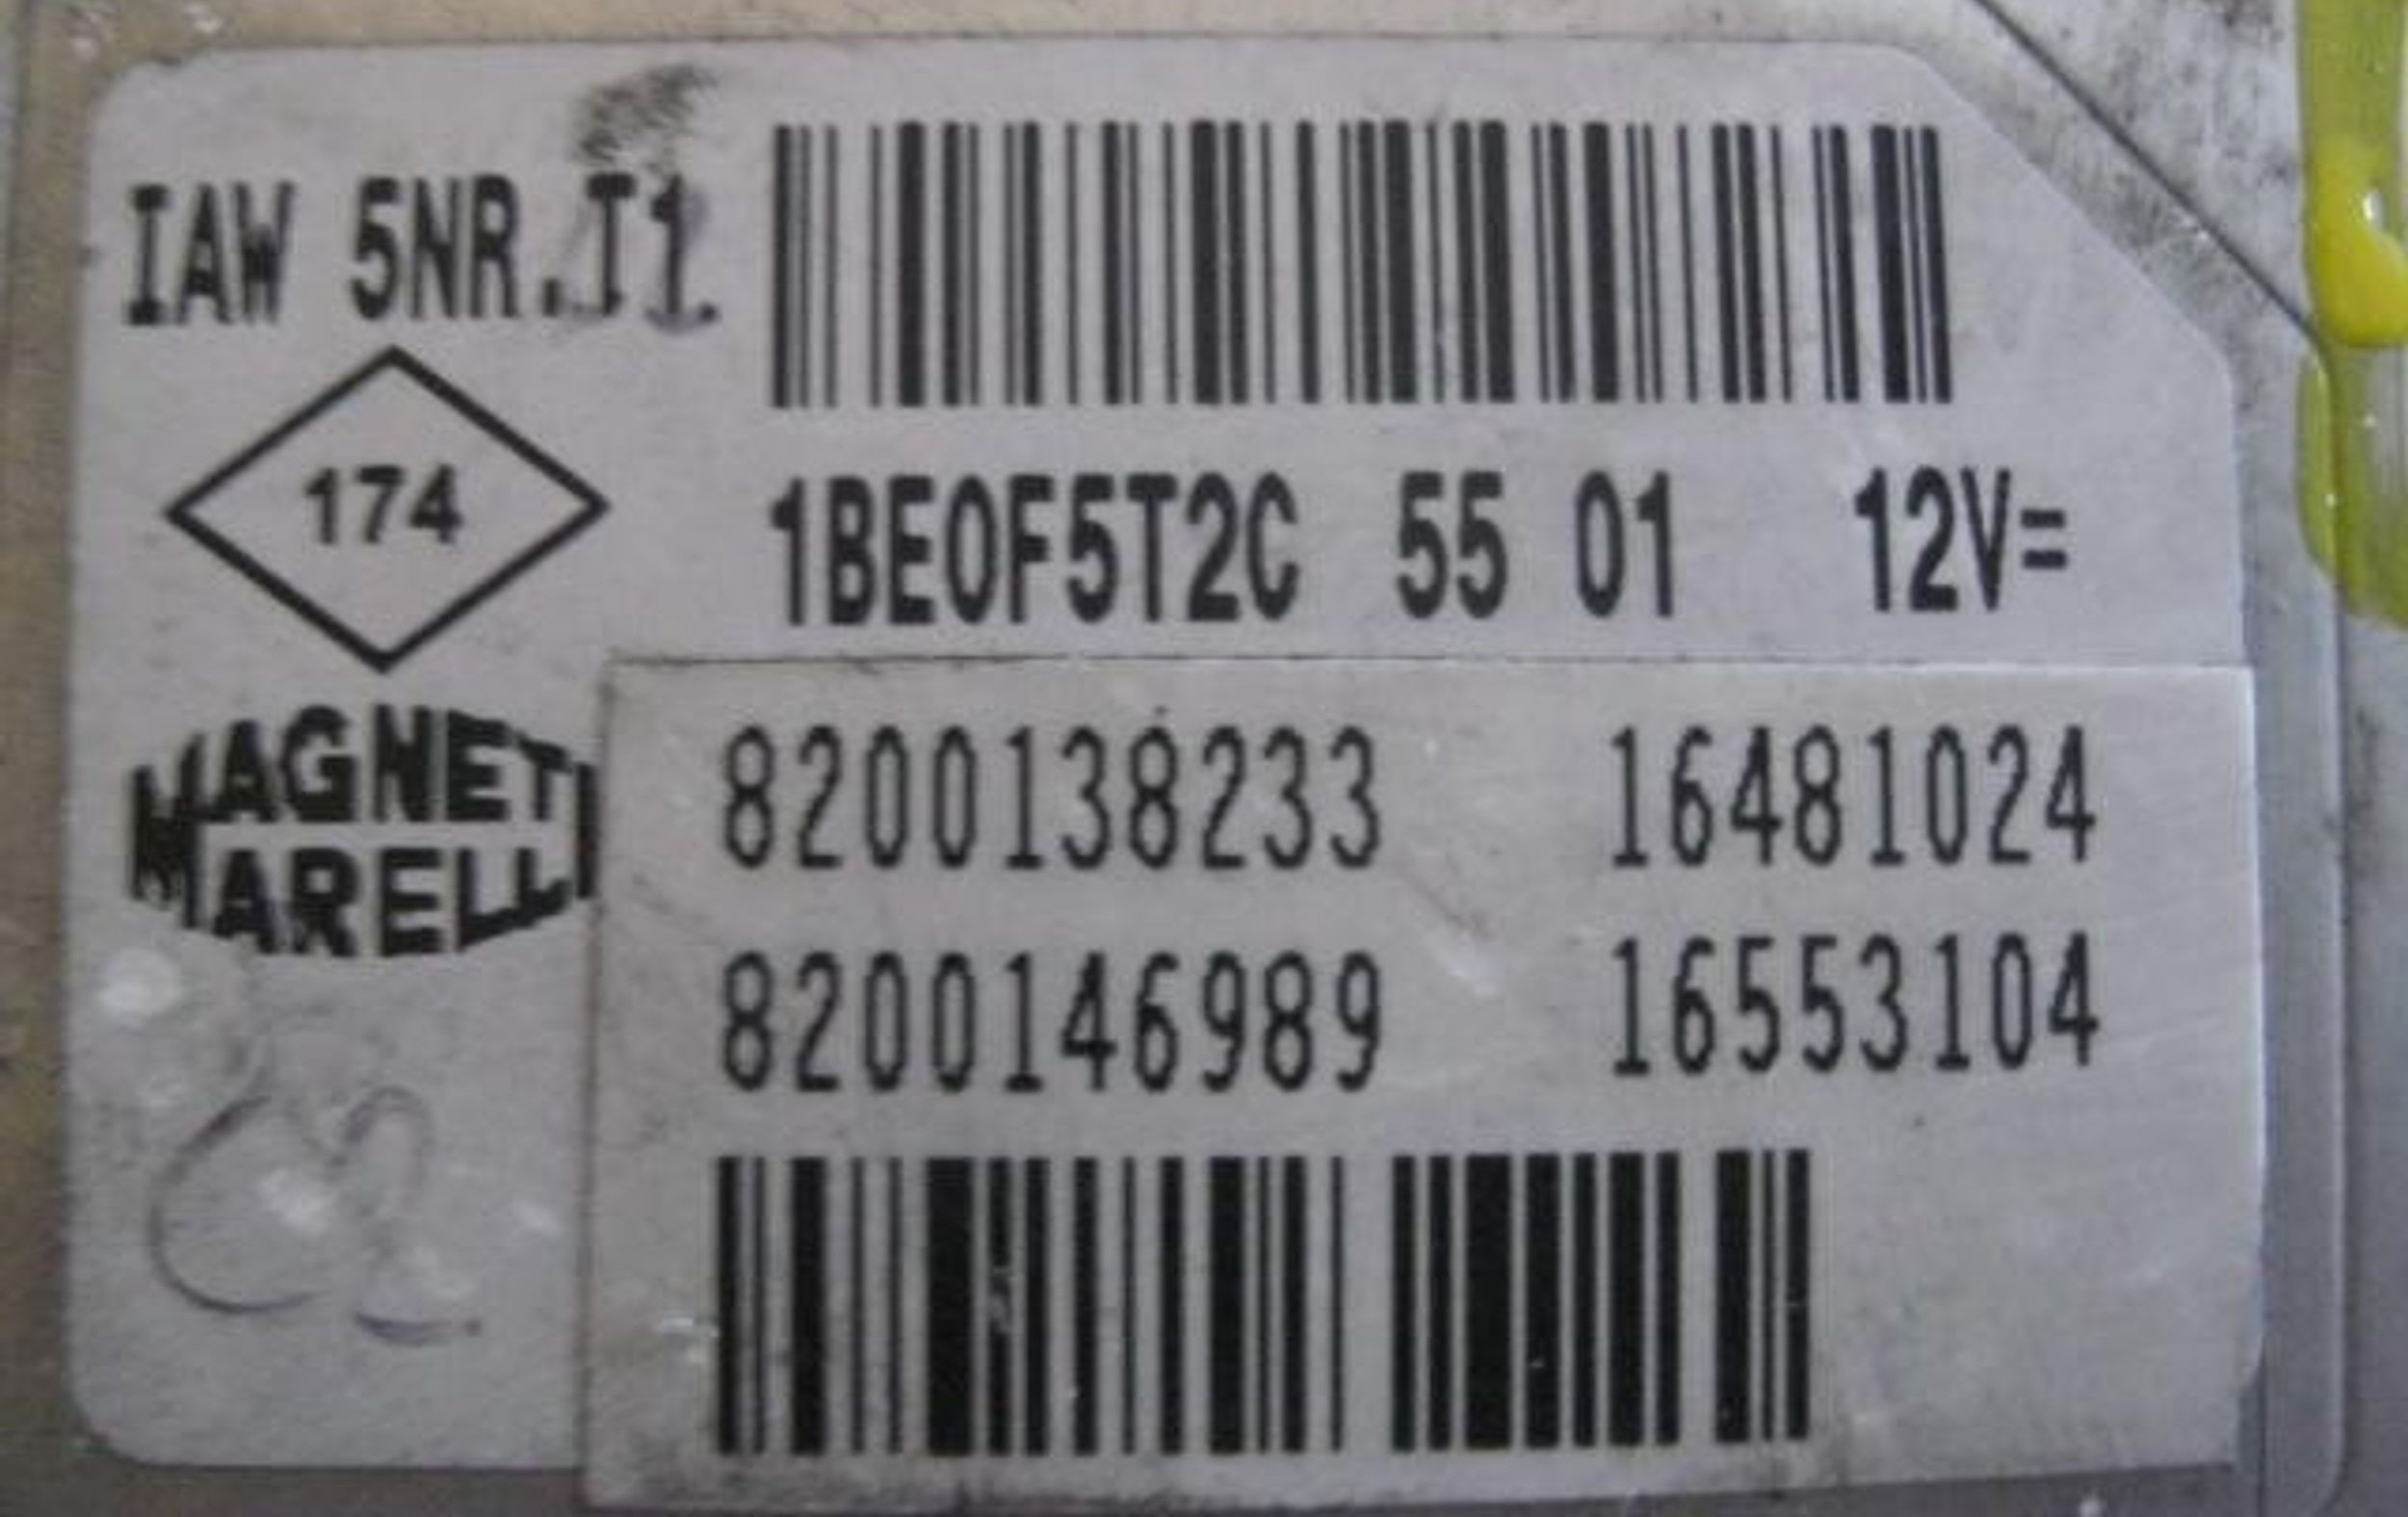 IAW 5NR.T1.
174
1BE0F5T2C 55 01 12V=
MAGNETI
MARELLI
8200138233 16481024
8200146989 16553104